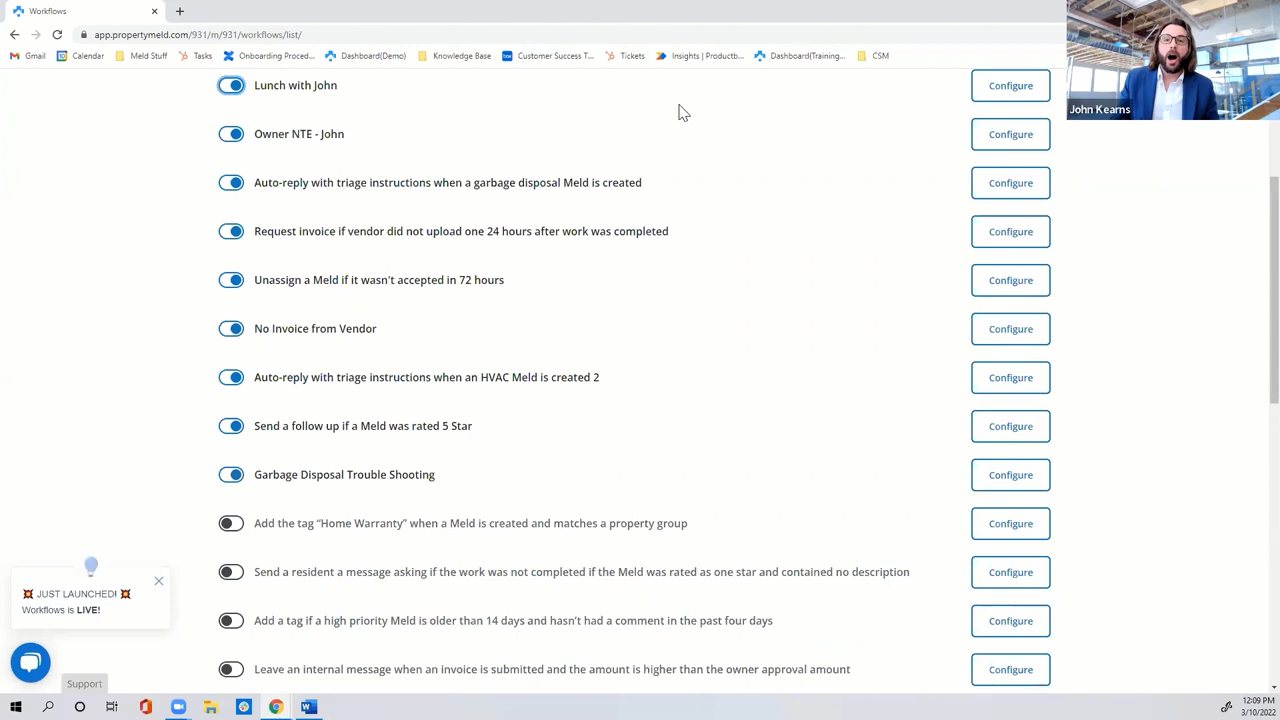 Workflows
app.propertymeld.com/931/m/931/workflows/list/
Gmail
Calendar
Meld Stuff
Tasks
Onboarding Proced...
Dashboard(Demo)
Knowledge Base
Customer Success T...
Tickets
Insights | Productb...
Dashboard(Training...
CSM
John Kearns
Lunch with John
Configure
Owner NTE - John
Configure
Auto-reply with triage instructions when a garbage disposal Meld is created
Configure
Request invoice if vendor did not upload one 24 hours after work was completed
Configure
Unassign a Meld if it wasn't accepted in 72 hours
Configure
No Invoice from Vendor
Configure
Auto-reply with triage instructions when an HVAC Meld is created 2
Configure
Send a follow up if a Meld was rated 5 Star
Configure
Garbage Disposal Trouble Shooting
Configure
Add the tag “Home Warranty” when a Meld is created and matches a property group
Configure
Send a resident a message asking if the work was not completed if the Meld was rated as one star and contained no description
Configure
Add a tag if a high priority Meld is older than 14 days and hasn’t had a comment in the past four days
Configure
Leave an internal message when an invoice is submitted and the amount is higher than the owner approval amount
Configure
JUST LAUNCHED!
Workflows is LIVE!
Support
12:09 PM
3/10/2022